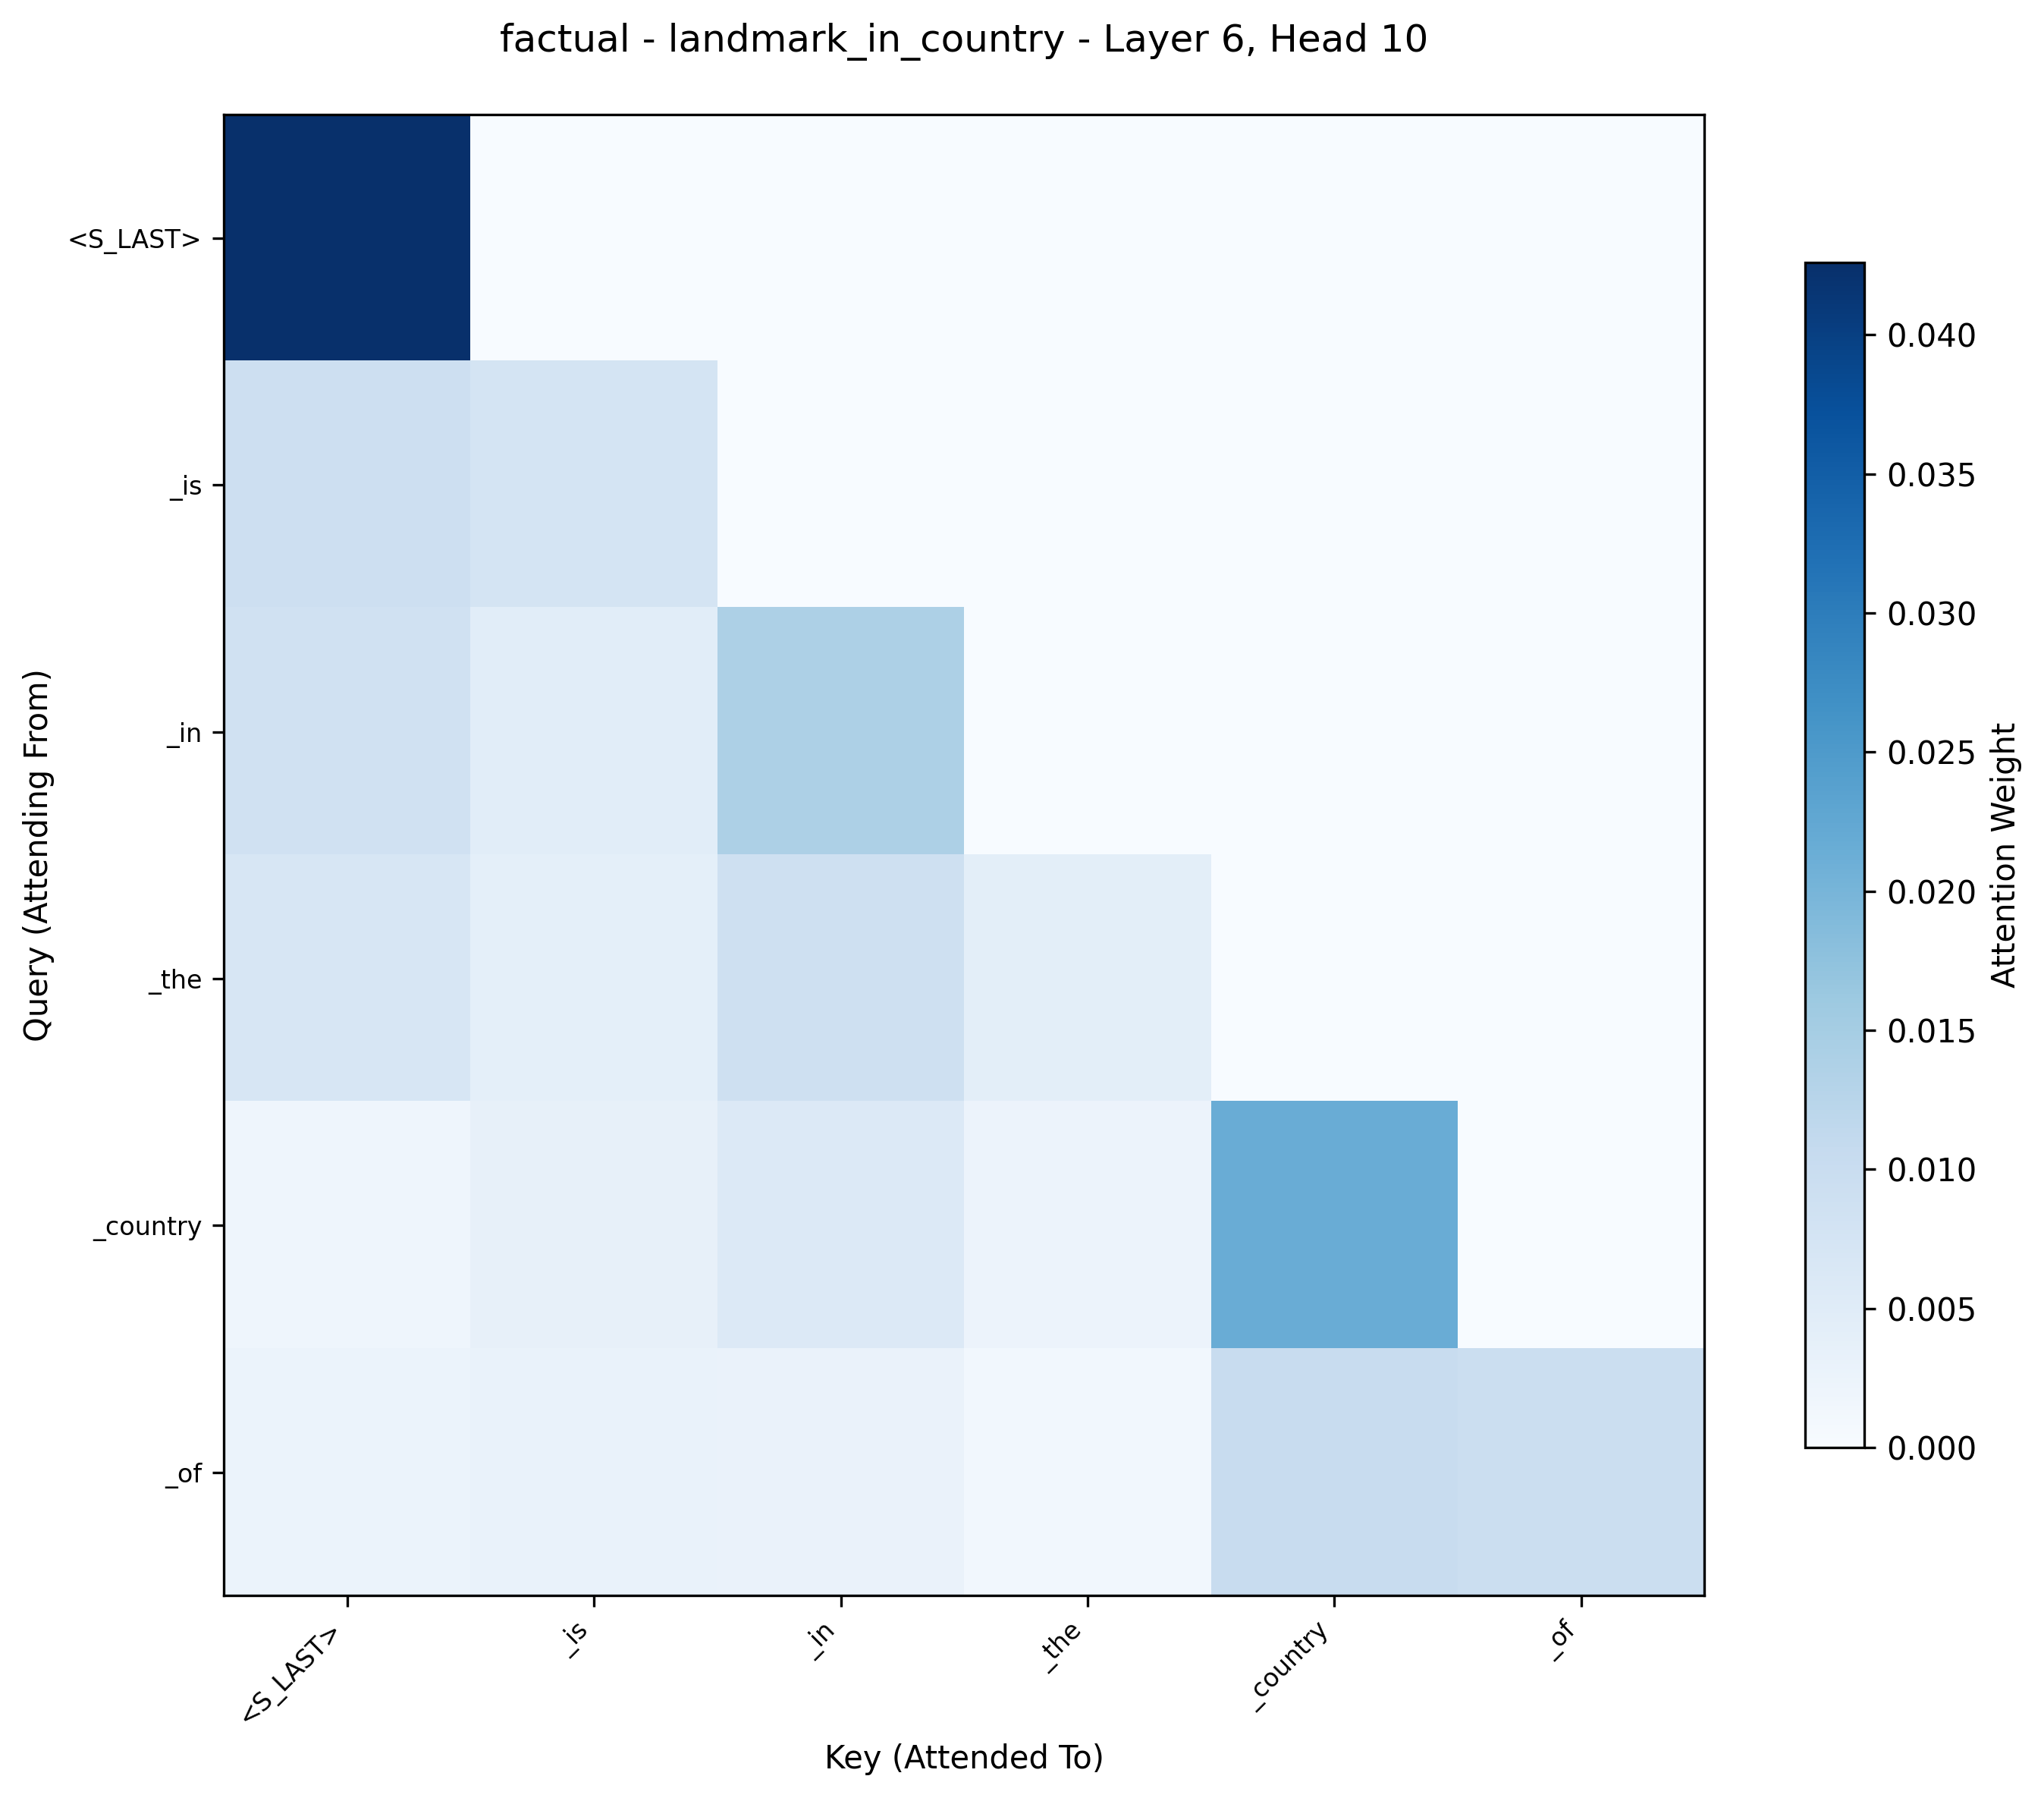 factual - landmark_in_country - Layer 6, Head 10
Query (Attending From)
<S_LAST>
_is
_in
_the
_country
_of
<S_LAST>
_is
_in
_the
_country
_of
Key (Attended To)
0.040
0.035
0.030
0.025
0.020
0.015
0.010
0.005
0.000
Attention Weight